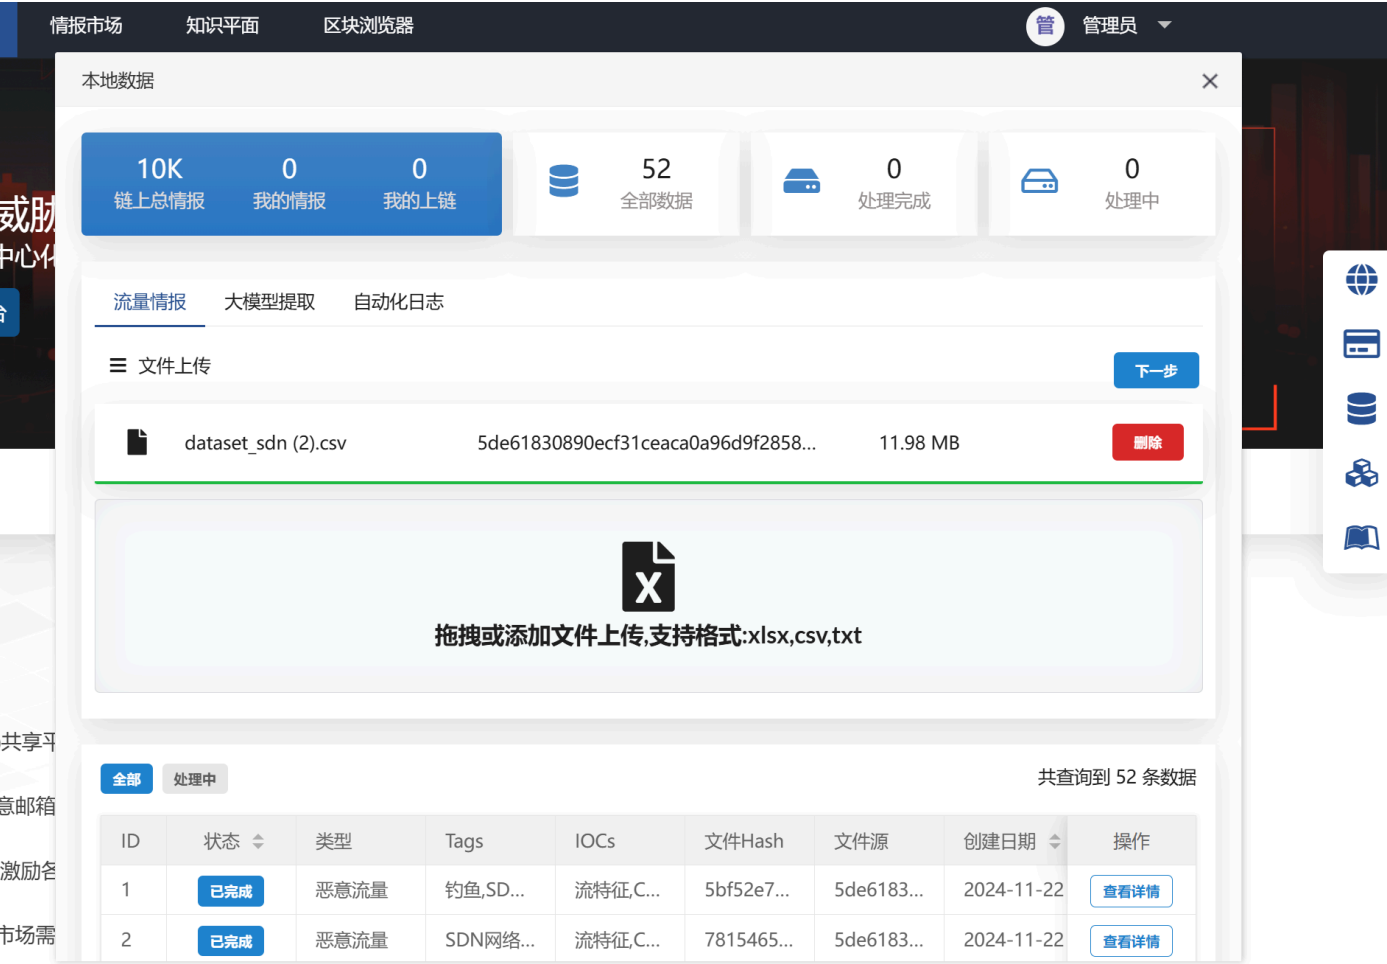 情报市场
知识平面
区块浏览器
管
管理员
本地数据
10K
链上总情报
0
我的情报
0
我的上链
52
全部数据
0
处理完成
0
处理中
威胁
中心化
台
流量情报
大模型提取
自动化日志
文件上传
下一步
dataset_sdn (2).csv
5de61830890ecf31ceaca0a96d9f2858...
11.98 MB
删除
X
拖拽或添加文件上传,支持格式:xlsx,csv,txt
共享平
意邮箱
激励各
市场需
全部
处理中
共查询到 52 条数据
ID 状态 类型 Tags IOCs 文件Hash 文件源 创建日期 操作
1 已完成 恶意流量 钓鱼,SD... 流特征,C... 5bf52e7... 5de6183... 2024-11-22 查看详情
2 已完成 恶意流量 SDN网络... 流特征,C... 7815465... 5de6183... 2024-11-22 查看详情